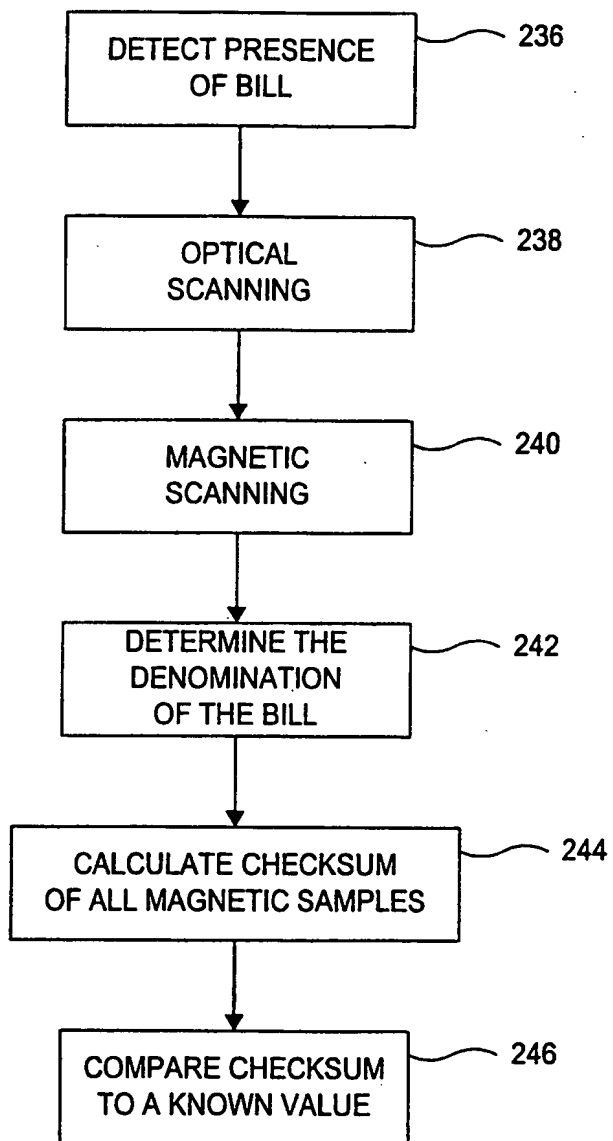 DETECT PRESENCE
OF BILL
236
OPTICAL
SCANNING
238
MAGNETIC
SCANNING
240
DETERMINE THE
DENOMINATION
OF THE BILL
242
CALCULATE CHECKSUM
OF ALL MAGNETIC SAMPLES
244
COMPARE CHECKSUM
TO A KNOWN VALUE
246